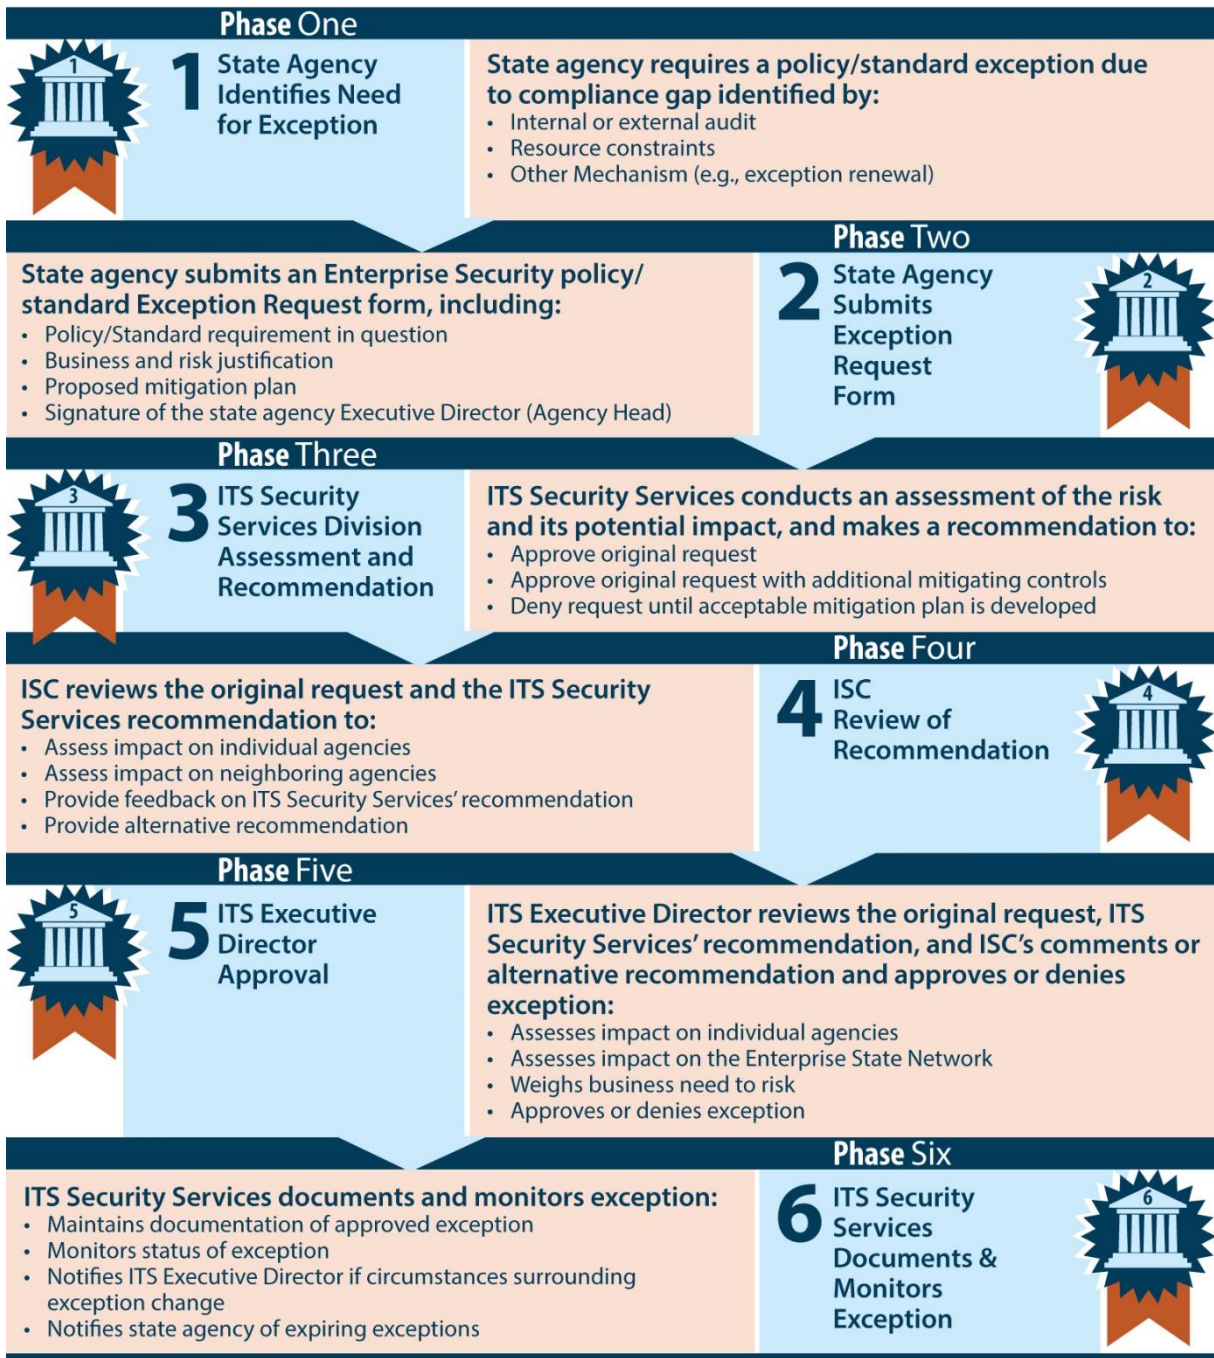 Phase One
1
1 State Agency
Identifies Need
for Exception
State agency requires a policy/standard exception due
to compliance gap identified by:
• Internal or external audit
• Resource constraints
• Other Mechanism (e.g., exception renewal)
Phase Two
State agency submits an Enterprise Security policy/
standard Exception Request form, including:
• Policy/Standard requirement in question
• Business and risk justification
• Proposed mitigation plan
• Signature of the state agency Executive Director (Agency Head)
2 State Agency
Submits
Exception
Request
Form
2
Phase Three
3
3 ITS Security
Services Division
Assessment and
Recommendation
ITS Security Services conducts an assessment of the risk
and its potential impact, and makes a recommendation to:
• Approve original request
• Approve original request with additional mitigating controls
• Deny request until acceptable mitigation plan is developed
Phase Four
ISC reviews the original request and the ITS Security
Services recommendation to:
• Assess impact on individual agencies
• Assess impact on neighboring agencies
• Provide feedback on ITS Security Services’ recommendation
• Provide alternative recommendation
4 ISC
Review of
Recommendation
4
Phase Five
5
5 ITS Executive
Director
Approval
ITS Executive Director reviews the original request, ITS
Security Services’ recommendation, and ISC’s comments or
alternative recommendation and approves or denies
exception:
• Assesses impact on individual agencies
• Assesses impact on the Enterprise State Network
• Weighs business need to risk
• Approves or denies exception
Phase Six
ITS Security Services documents and monitors exception:
• Maintains documentation of approved exception
• Monitors status of exception
• Notifies ITS Executive Director if circumstances surrounding
exception change
• Notifies state agency of expiring exceptions
6 ITS Security
Services
Documents &
Monitors
Exception
6